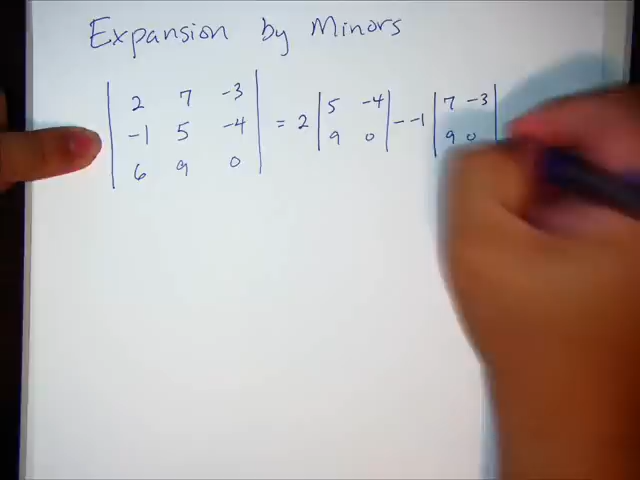 Expansion by Minors
| 2 7 -3 |
| -1 5 -4 | = 2 | 5 -4 | - -1 | 7 -3 |
| 6 9 0 | | 9 0 | | 9 0 |